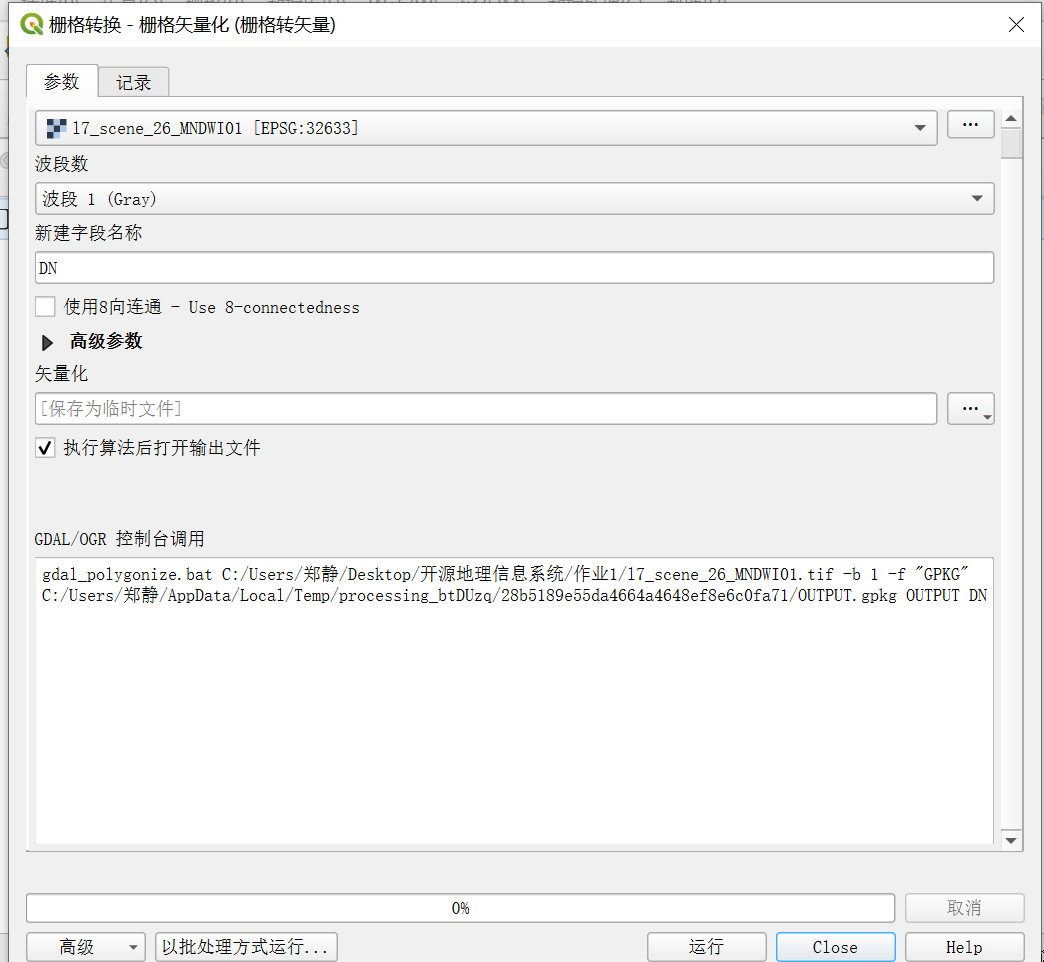 栅格转换 - 栅格矢量化 (栅格转矢量)
参数
记录
l7_scene_26_MNDWI01 [EPSG:32633]
...
波段数
波段 1 (Gray)
新建字段名称
DN
使用8向连通 - Use 8-connectedness
高级参数
矢量化
[保存为临时文件]
...
执行算法后打开输出文件
GDAL/OGR 控制台调用
gdal_polygonize.bat C:/Users/郑静/Desktop/开源地理信息系统/作业1/l7_scene_26_MNDWI01.tif -b 1 -f "GPKG"
C:/Users/郑静/AppData/Local/Temp/processing_btDUzq/28b5189e55da4664a4648ef8e6c0fa71/OUTPUT.gpkg OUTPUT DN
0%
取消
高级
以批处理方式运行...
运行
Close
Help